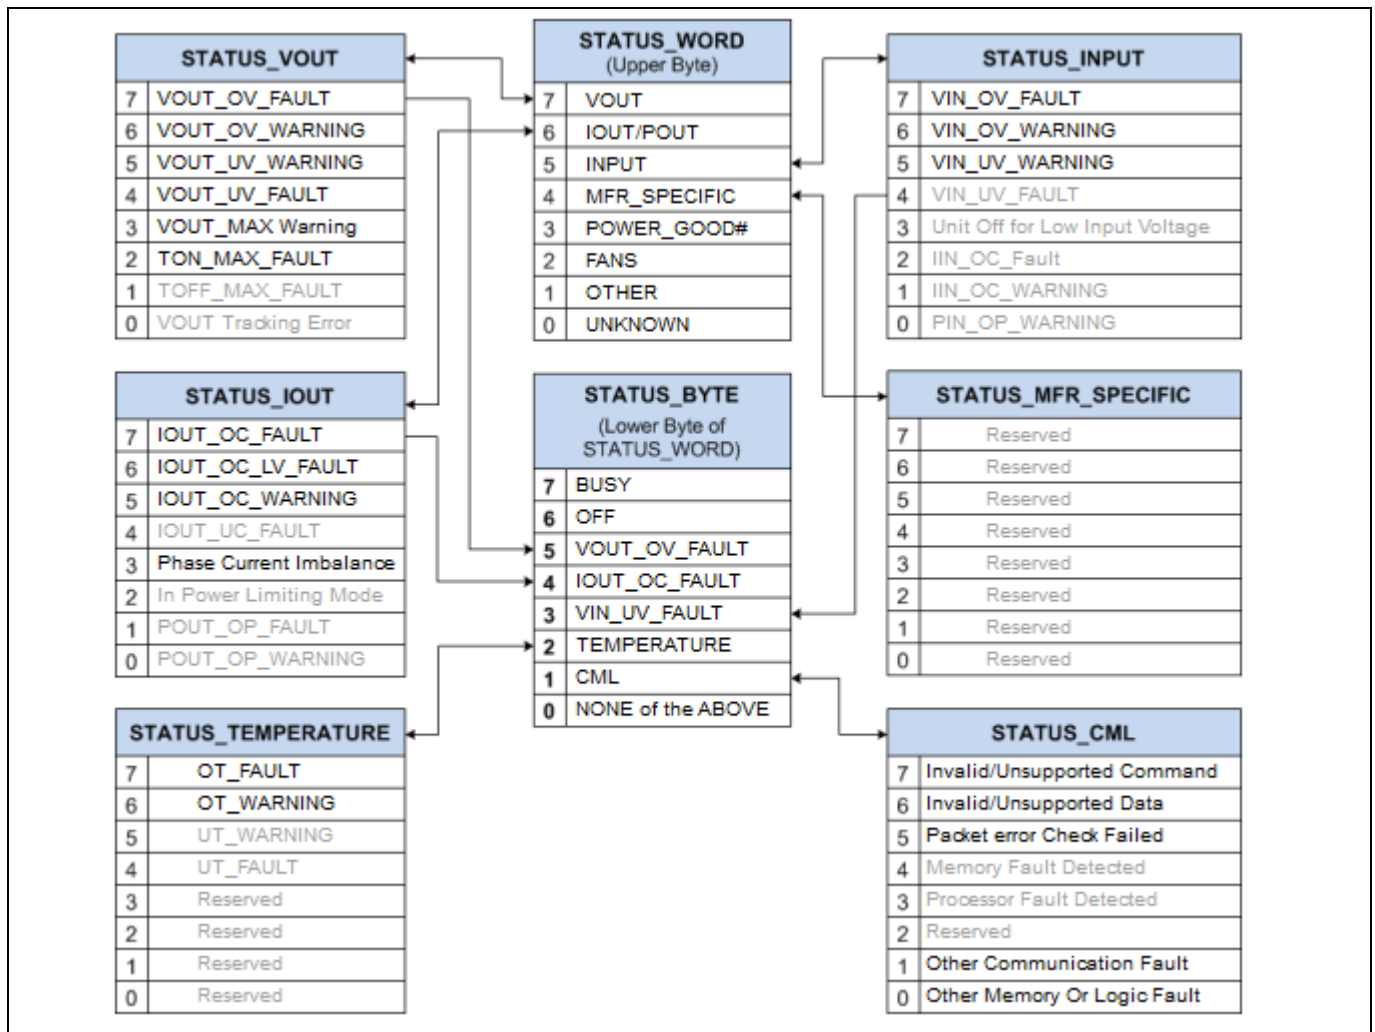 STATUS_VOUT
7 VOUT_OV_FAULT
6 VOUT_OV_WARNING
5 VOUT_UV_WARNING
4 VOUT_UV_FAULT
3 VOUT_MAX Warning
2 TON_MAX_FAULT
1 TOFF_MAX_FAULT
0 VOUT Tracking Error
STATUS_IOUT
7 IOUT_OC_FAULT
6 IOUT_OC_LV_FAULT
5 IOUT_OC_WARNING
4 IOUT_UC_FAULT
3 Phase Current Imbalance
2 In Power Limiting Mode
1 POUT_OP_FAULT
0 POUT_OP_WARNING
STATUS_TEMPERATURE
7 OT_FAULT
6 OT_WARNING
5 UT_WARNING
4 UT_FAULT
3 Reserved
2 Reserved
1 Reserved
0 Reserved
STATUS_WORD
(Upper Byte)
7 VOUT
6 IOUT/POUT
5 INPUT
4 MFR_SPECIFIC
3 POWER_GOOD#
2 FANS
1 OTHER
0 UNKNOWN
STATUS_BYTE
(Lower Byte of
STATUS_WORD)
7 BUSY
6 OFF
5 VOUT_OV_FAULT
4 IOUT_OC_FAULT
3 VIN_UV_FAULT
2 TEMPERATURE
1 CML
0 NONE of the ABOVE
STATUS_INPUT
7 VIN_OV_FAULT
6 VIN_OV_WARNING
5 VIN_UV_WARNING
4 VIN_UV_FAULT
3 Unit Off for Low Input Voltage
2 IIN_OC_Fault
1 IIN_OC_WARNING
0 PIN_OP_WARNING
STATUS_MFR_SPECIFIC
7 Reserved
6 Reserved
5 Reserved
4 Reserved
3 Reserved
2 Reserved
1 Reserved
0 Reserved
STATUS_CML
7 Invalid/Unsupported Command
6 Invalid/Unsupported Data
5 Packet error Check Failed
4 Memory Fault Detected
3 Processor Fault Detected
2 Reserved
1 Other Communication Fault
0 Other Memory Or Logic Fault